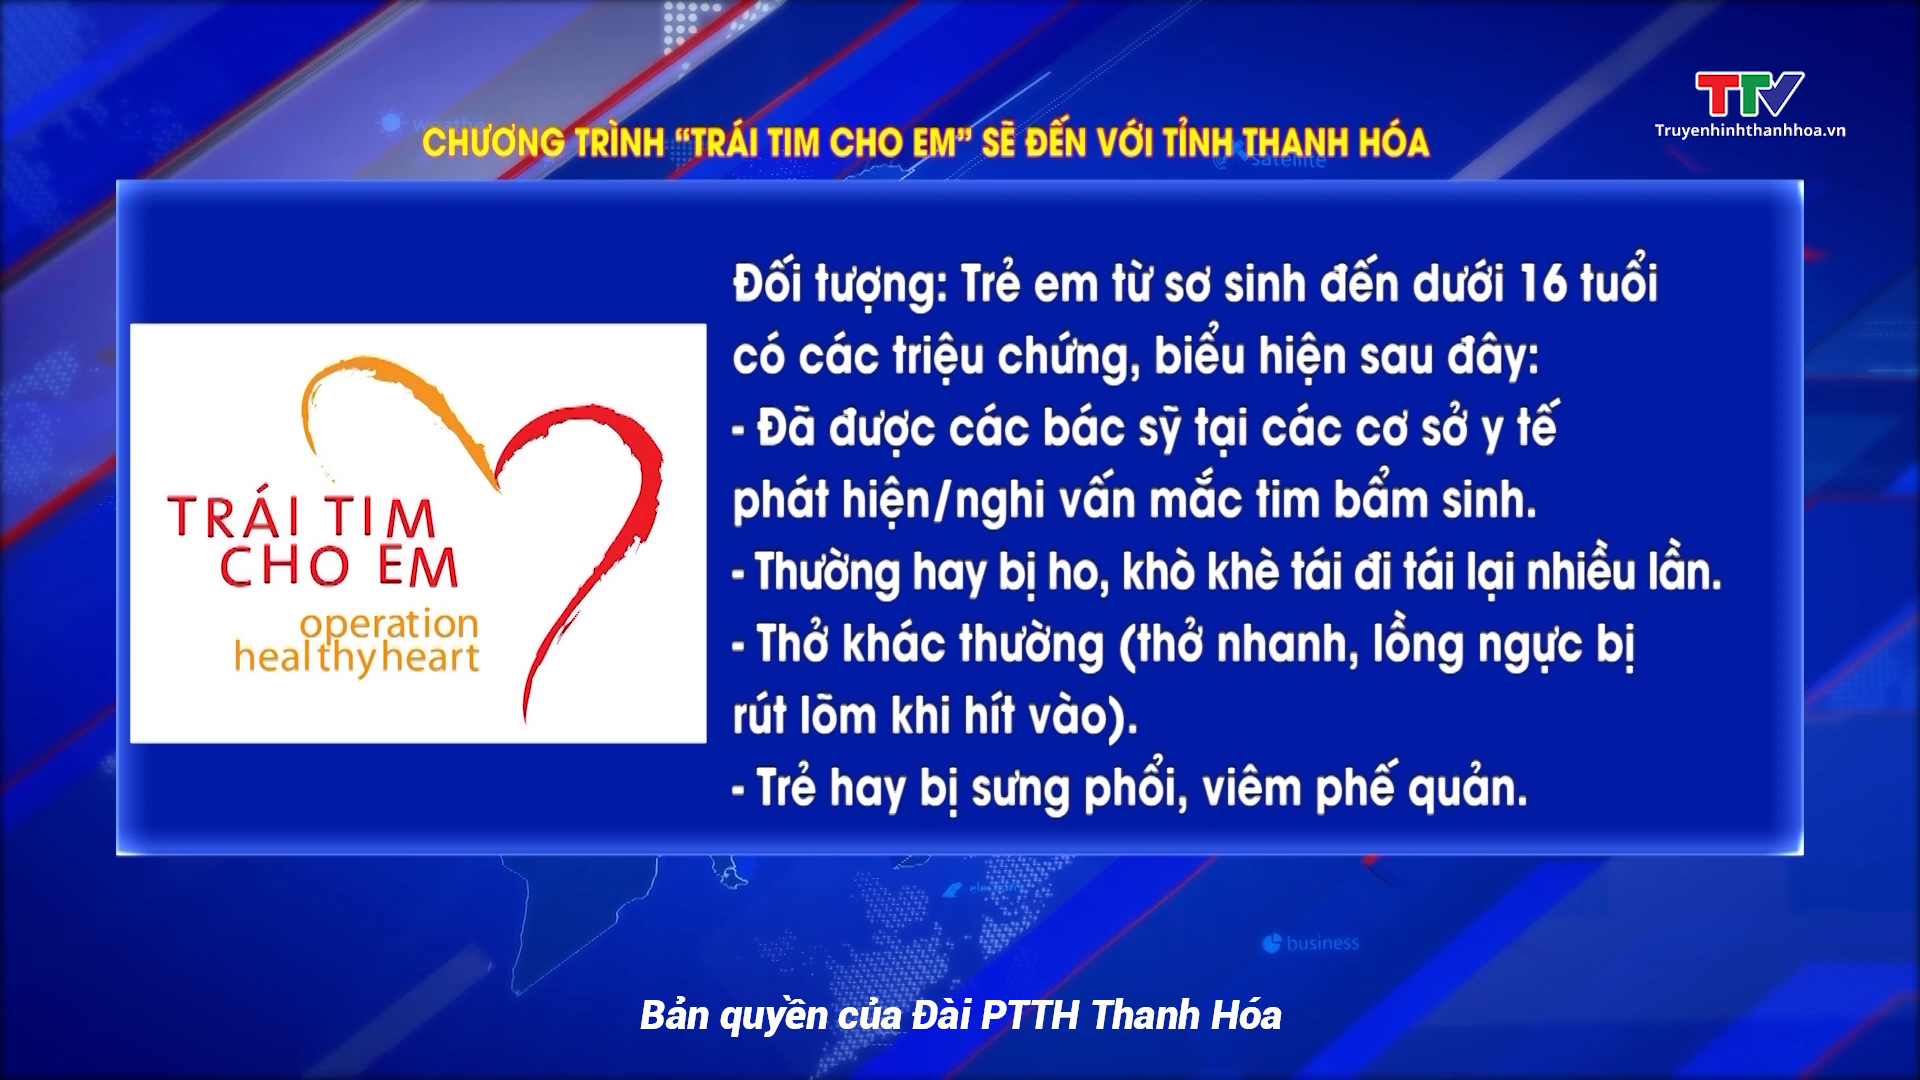 weather
TTV
Truyenhinhthanhhoa.vn
CHƯƠNG TRÌNH “TRÁI TIM CHO EM” SẼ ĐẾN VỚI TỈNH THANH HÓA
satellite
Đối tượng: Trẻ em từ sơ sinh đến dưới 16 tuổi
có các triệu chứng, biểu hiện sau đây:
- Đã được các bác sỹ tại các cơ sở y tế
phát hiện/nghi vấn mắc tim bẩm sinh.
- Thường hay bị ho, khò khè tái đi tái lại nhiều lần.
- Thở khác thường (thở nhanh, lồng ngực bị
rút lõm khi hít vào).
- Trẻ hay bị sưng phổi, viêm phế quản.
TRÁI TIM
CHO EM
operation
healthyheart
business
Bản quyền của Đài PTTH Thanh Hóa